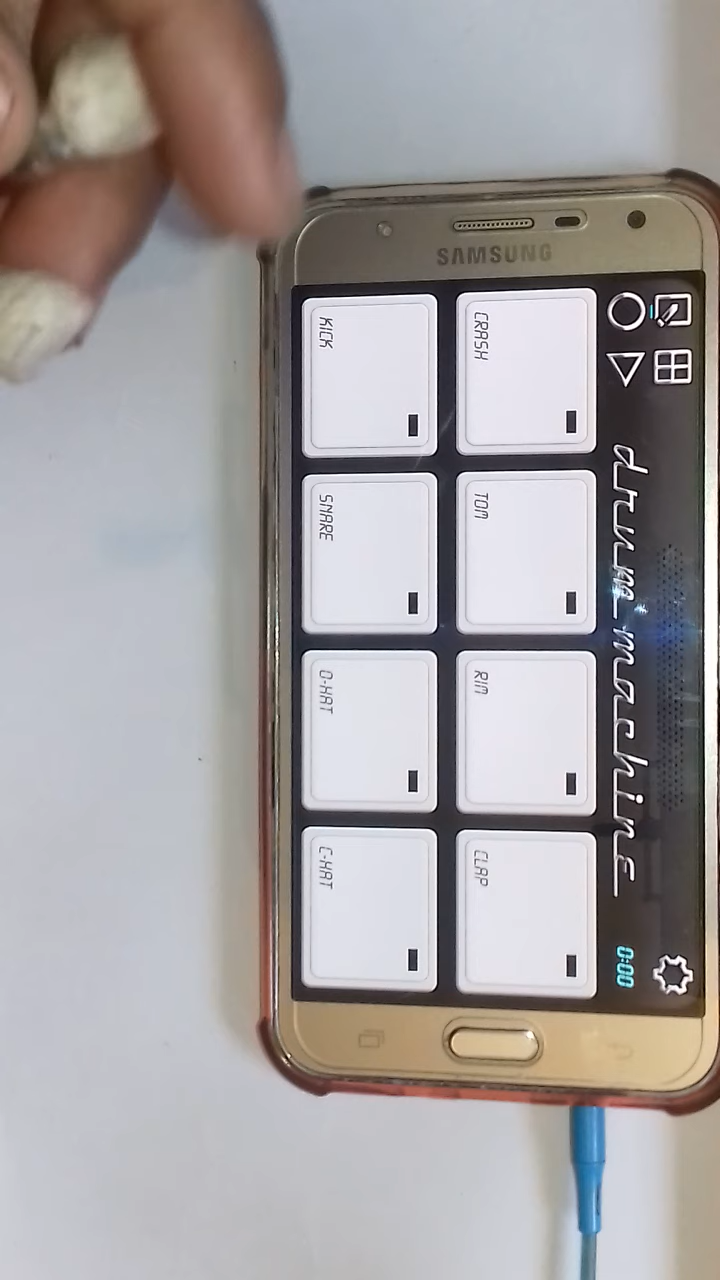 SAMSUNG
drum machine
0:00
CRASH
TOM
RIM
CLAP
KICK
SNARE
O-HAT
C-HAT